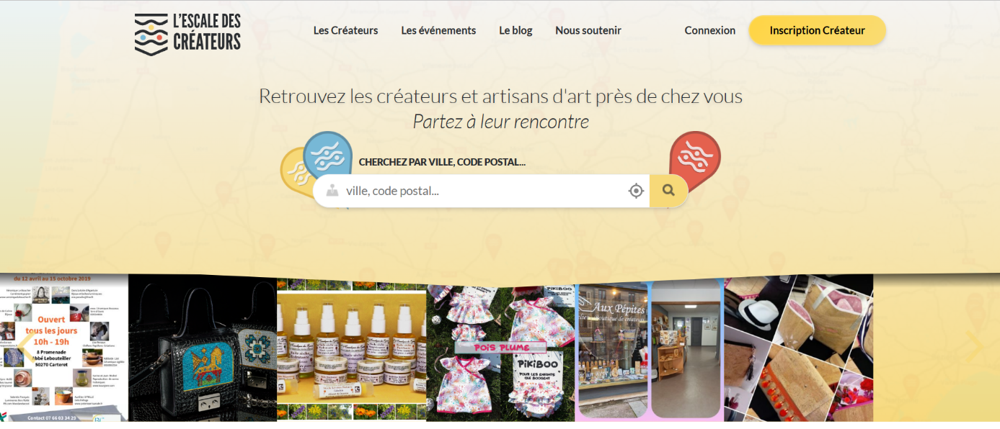 L'ESCALE DES
CRÉATEURS
Les Créateurs
Les événements
Le blog
Nous soutenir
Connexion
Inscription Créateur
Retrouvez les créateurs et artisans d'art près de chez vous
Partez à leur rencontre
CHERCHEZ PAR VILLE, CODE POSTAL...
ville, code postal...
du 12 avril au 15 octobre 2019
Ouvert
tous les jours
10h - 19h
8 Promenade
Abbé Lebouteiller
50270 Carteret
Contact 07 66 03 34 29
PiKiBOO
POIS PLUME
PiKiBOO
POUR LES ENFANTS
QUI BOUGENT
Aux Pépites